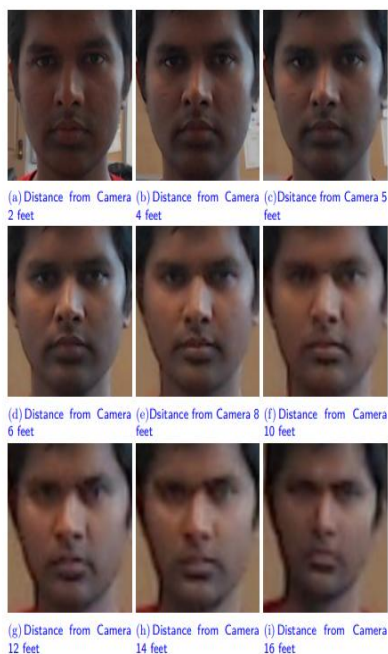 (a) Distance from Camera
2 feet
(b) Distance from Camera
4 feet
(c)Dsitance from Camera 5
feet
(d) Distance from Camera
6 feet
(e)Dsitance from Camera 8
feet
(f) Distance from Camera
10 feet
(g) Distance from Camera
12 feet
(h) Distance from Camera
14 feet
(i) Distance from Camera
16 feet